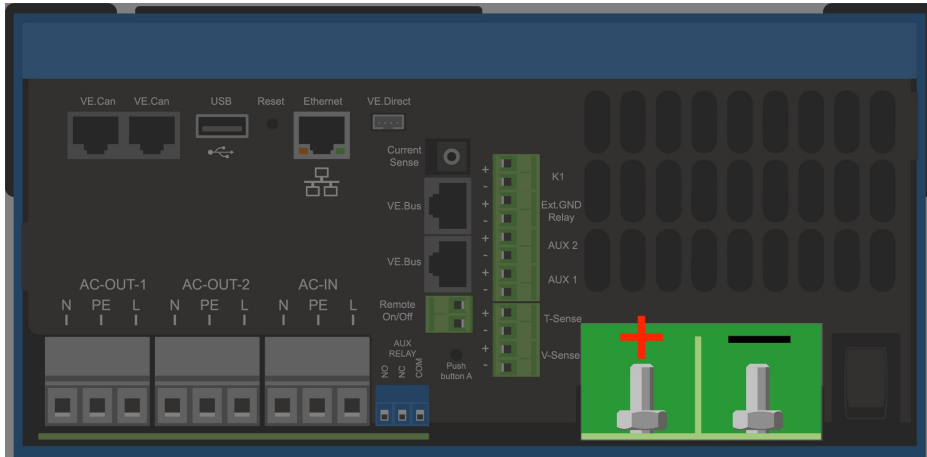 VE.Can VE.Can USB Reset Ethernet VE.Direct
Current
Sense
+
-
K1
VE.Bus
+
-
Ext.GND
Relay
+
-
AUX 2
VE.Bus
+
-
AUX 1
AC-OUT-1 AC-OUT-2 AC-IN
N PE L N PE L N PE L
Remote
On/Off
+
-
T-Sense
+
-
V-Sense
AUX
RELAY
NO NC COM
Push
button A
+ -